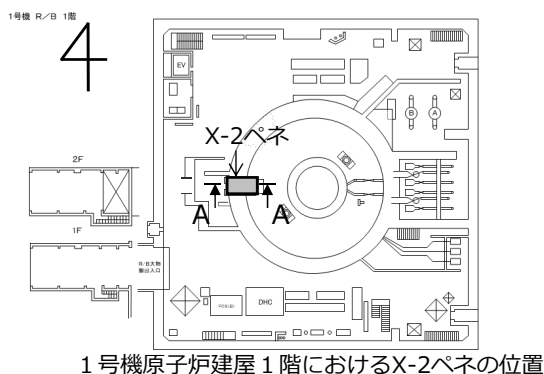 1号機 R/B 1階
EV
X-2ペネ
B
A
2F
A
A
1F
R/B大物
搬出入口
DHC
1号機原子炉建屋1階におけるX-2ペネの位置